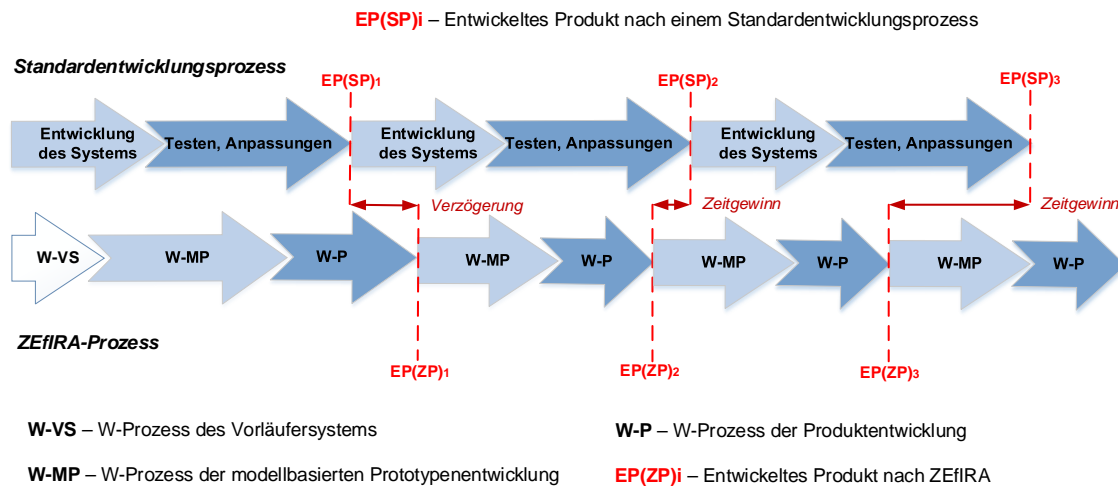 EP(SP)i – Entwickeltes Produkt nach einem Standardentwicklungsprozess
Standardentwicklungsprozess
EP(SP)1
EP(SP)2
EP(SP)3
Entwicklung des Systems
Testen, Anpassungen
Entwicklung des Systems
Testen, Anpassungen
Entwicklung des Systems
Testen, Anpassungen
Verzögerung
Zeitgewinn
Zeitgewinn
W-VS
W-MP
W-P
W-MP
W-P
W-MP
W-P
W-MP
W-P
ZEfIRA-Prozess
EP(ZP)1
EP(ZP)2
EP(ZP)3
W-VS – W-Prozess des Vorläufersystems
W-P – W-Prozess der Produktentwicklung
W-MP – W-Prozess der modellbasierten Prototypenentwicklung
EP(ZP)i – Entwickeltes Produkt nach ZEfIRA